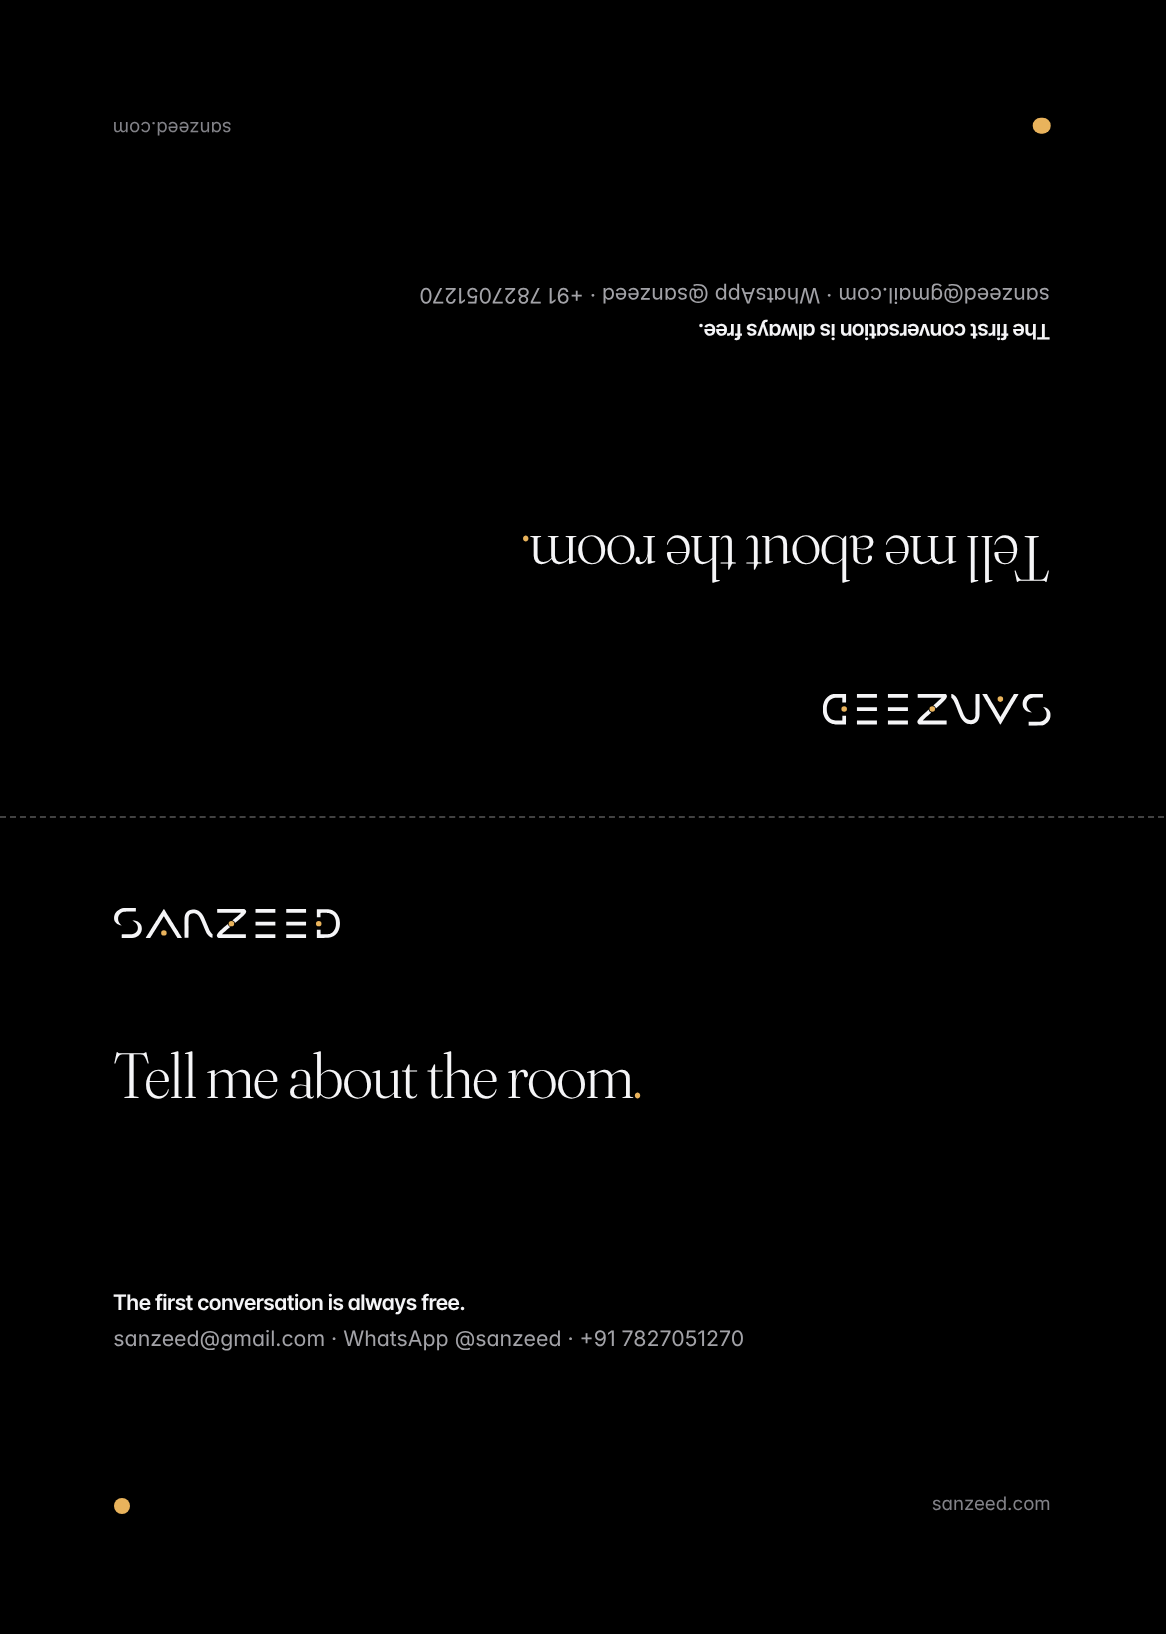 sanzeed.com
sanzeed@gmail.com · WhatsApp @sanzeed · +91 7827051270
The first conversation is always free.
Tell me about the room.
SANZEED
SANZEED
Tell me about the room.
The first conversation is always free.
sanzeed@gmail.com · WhatsApp @sanzeed · +91 7827051270
sanzeed.com